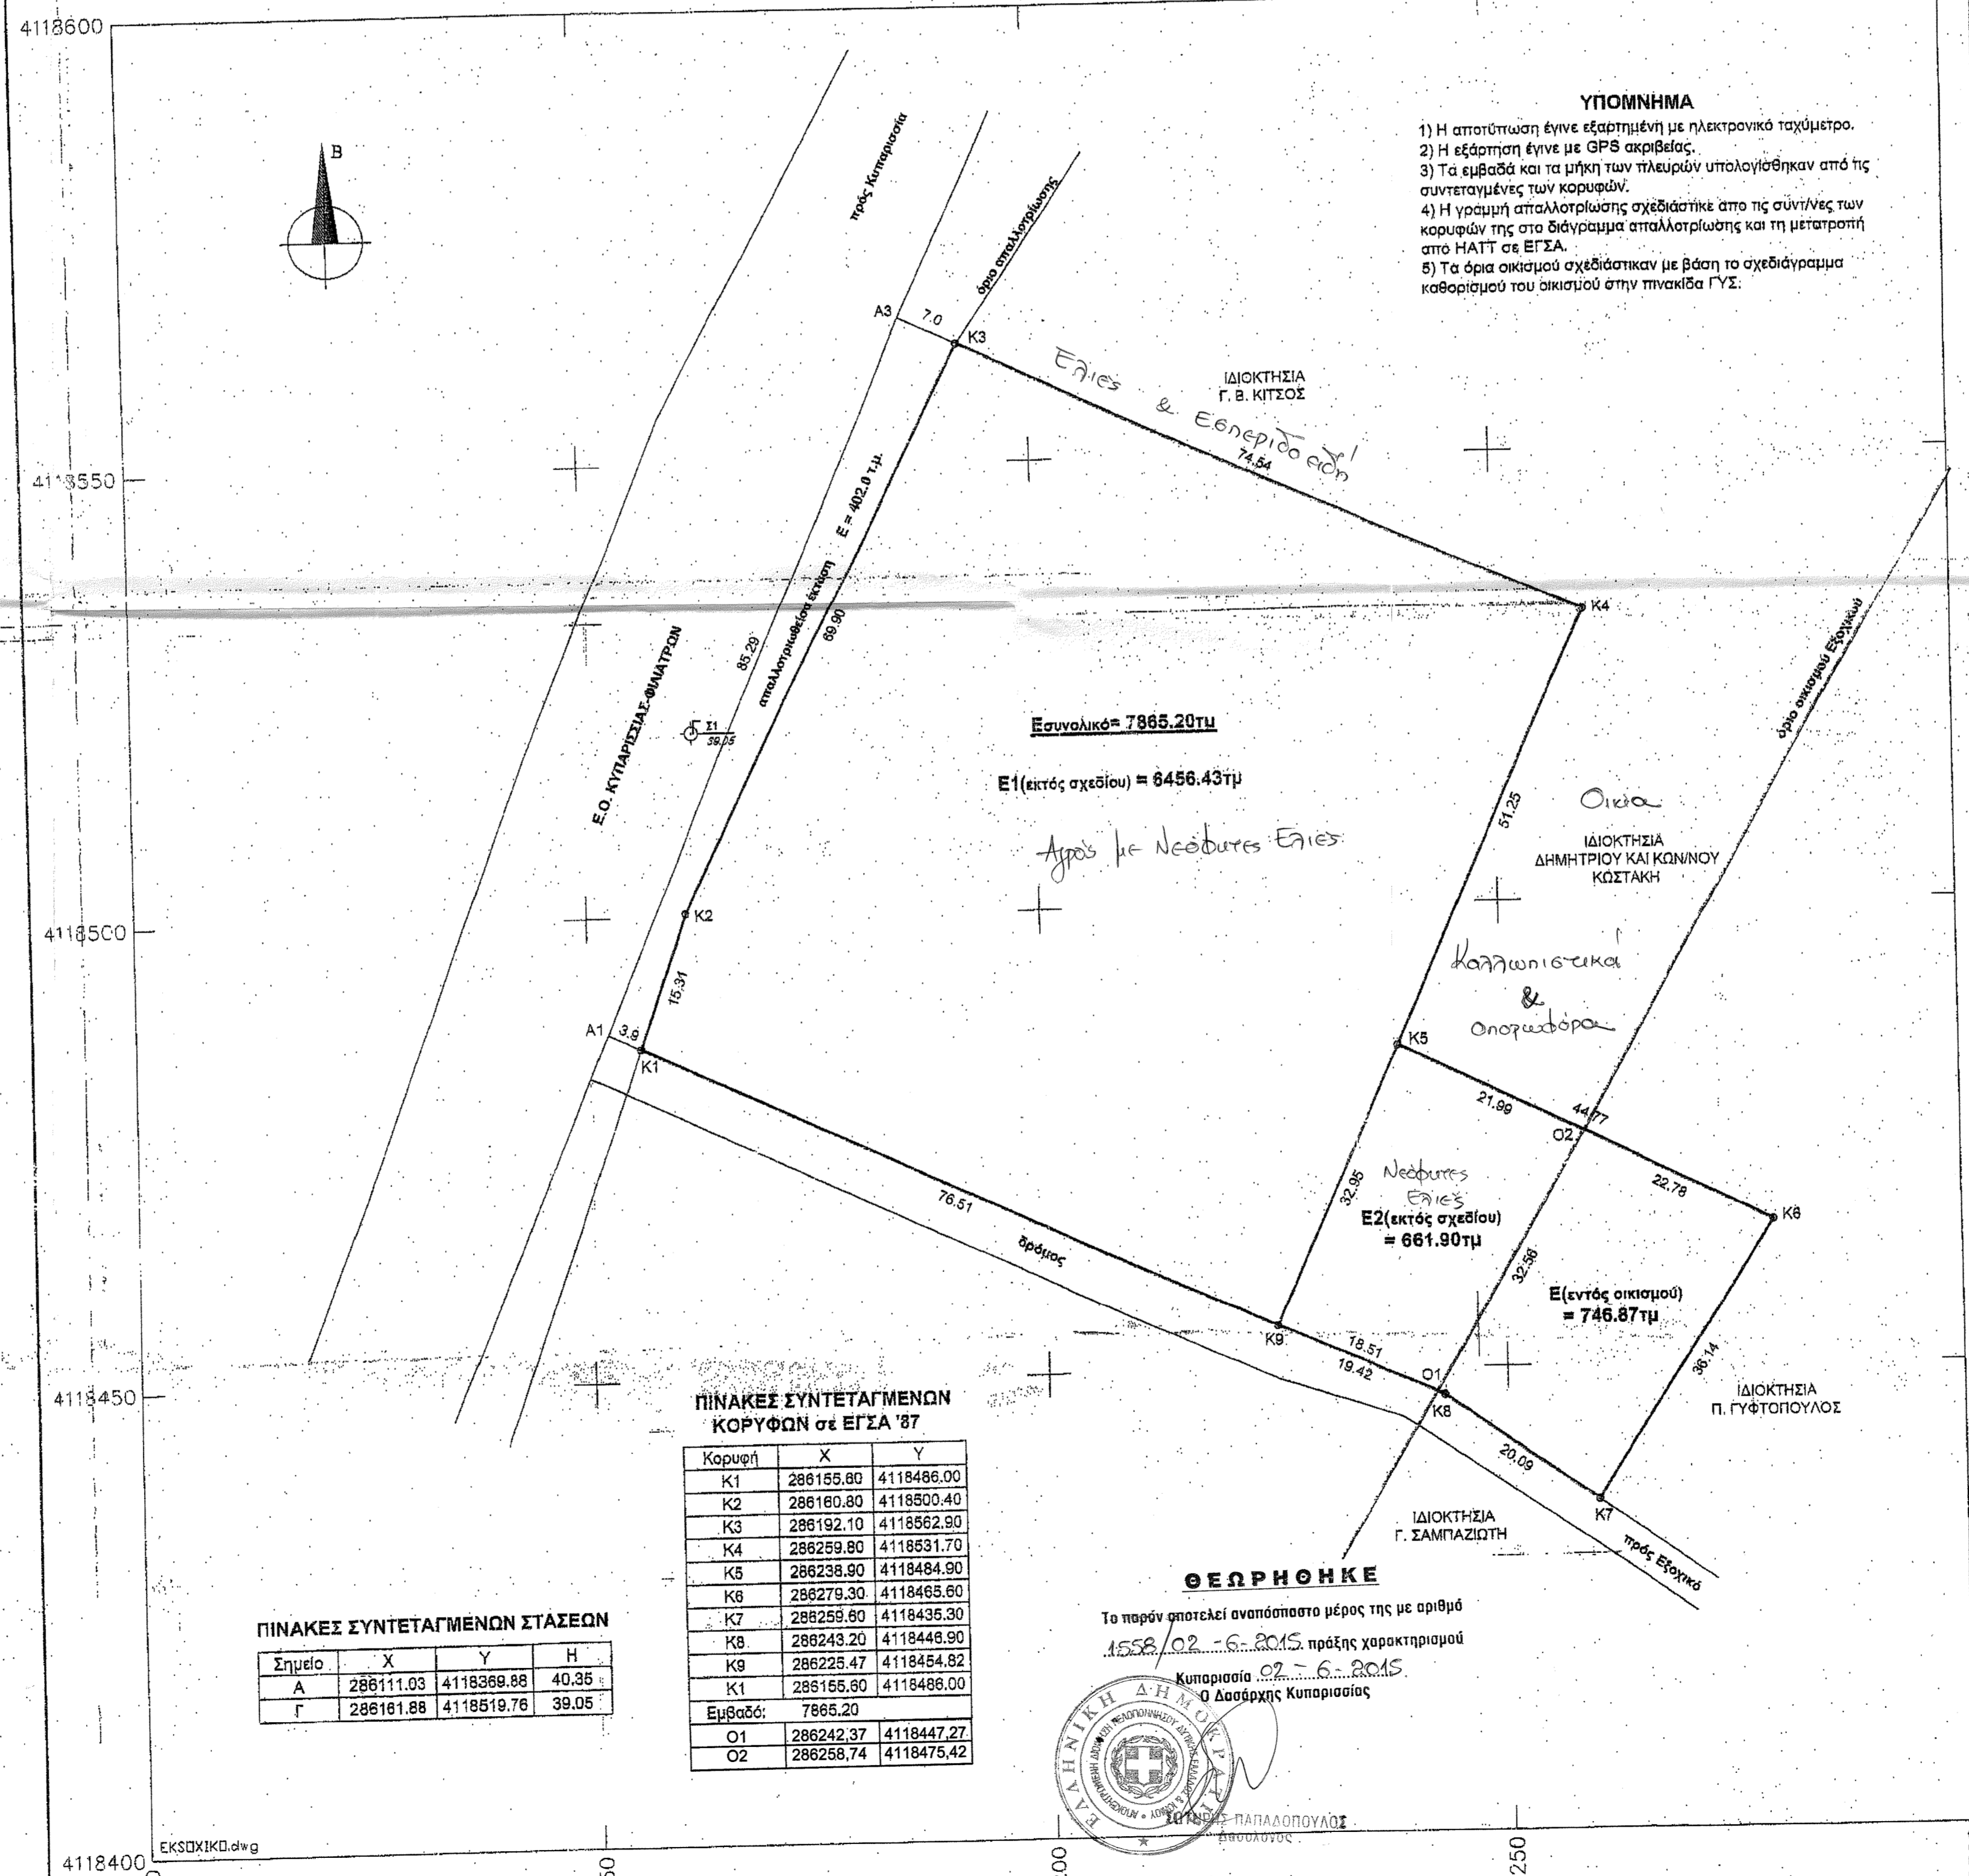 4118600
B
πρός Κυπαρισσία
όριο απαλλοτρίωσης
ΥΠΟΜΝΗΜΑ
1) Η αποτύπωση έγινε εξαρτημένη με ηλεκτρονικό ταχύμετρο.
2) Η εξάρτηση έγινε με GPS ακριβείας.
3) Τα εμβαδά και τα μήκη των πλευρών υπολογίσθηκαν από τις
συντεταγμένες των κορυφών.
4) Η γραμμή απαλλοτρίωσης σχεδιάστικε απο τις συντ/νες των
κορυφών της στο διάγραμμα απαλλοτρίωσης και τη μετατροπή
από ΗΑΤΤ σε ΕΓΣΑ.
5) Τα όρια οικισμού σχεδιάστικαν με βάση το σχεδιάγραμμα
καθορισμού του οικισμού στην πινακίδα ΓΥΣ.
A3
7.0
K3
Ελιές & Εσπεριδοειδή
ΙΔΙΟΚΤΗΣΙΑ
Γ. Β. ΚΙΤΣΟΣ
74.54
4118550
απαλλοτριωθείσα έκταση E = 402.0 τ.μ.
69.90
85.29
K4
όριο οικισμού Εξοχικού
Ε.Ο. ΚΥΠΑΡΙΣΣΙΑΣ-ΦΙΛΙΑΤΡΩΝ
Σ1
39.05
Εσυνολικό= 7865.20τμ
Ε1(εκτός σχεδίου) = 6456.43τμ
Αγρός με Νεόφυτες Ελιές
51.25
Οικία
ΙΔΙΟΚΤΗΣΙΑ
ΔΗΜΗΤΡΙΟΥ ΚΑΙ ΚΩΝ/ΝΟΥ
ΚΩΣΤΑΚΗ
Καλλωπιστικά
&
οπωροφόρα
K2
4118500
15.31
A1
3.9
K1
K5
21.99
44.77
O2
22.78
K6
76.51
δρόμος
32.95
Νεόφυτες
Ελιές
Ε2(εκτός σχεδίου)
= 661.90τμ
32.56
Ε(εντός οικισμού)
= 746.87τμ
36.14
K9
18.51
19.42
O1
K8
20.09
K7
ΙΔΙΟΚΤΗΣΙΑ
Π. ΓΥΦΤΟΠΟΥΛΟΣ
ΙΔΙΟΚΤΗΣΙΑ
Γ. ΣΑΜΠΑΖΙΩΤΗ
πρός Εξοχικό
4118450
ΠΙΝΑΚΕΣ ΣΥΝΤΕΤΑΓΜΕΝΩΝ
ΚΟΡΥΦΩΝ σε ΕΓΣΑ '87
Κορυφή X Y
K1 286155.60 4118486.00
K2 286160.80 4118500.40
K3 286192.10 4118562.90
K4 286259.80 4118531.70
K5 286238.90 4118484.90
K6 286279.30 4118465.60
K7 286259.60 4118435.30
K8 286243.20 4118446.90
K9 286225.47 4118454.82
K1 286155.60 4118486.00
Εμβαδό: 7865.20
O1 286242,37 4118447,27
O2 286258,74 4118475,42
ΠΙΝΑΚΕΣ ΣΥΝΤΕΤΑΓΜΕΝΩΝ ΣΤΑΣΕΩΝ
Σημείο X Y H
Α 286111.03 4118369.88 40.35
Γ 286161.88 4118519.76 39.05
ΘΕΩΡΗΘΗΚΕ
Το παρόν αποτελεί αναπόσπαστο μέρος της με αριθμό
1558/02-6-2015 πράξης χαρακτηρισμού
Κυπαρισσία 02-6-2015
Ο Δασάρχης Κυπαρισσίας
ΕΛΛΗΝΙΚΗ ΔΗΜΟΚΡΑΤΙΑ
ΣΩΤΗΡΗΣ ΠΑΠΑΔΟΠΟΥΛΟΣ
Δασολόγος
EKSOXIKO.dwg
4118400
250